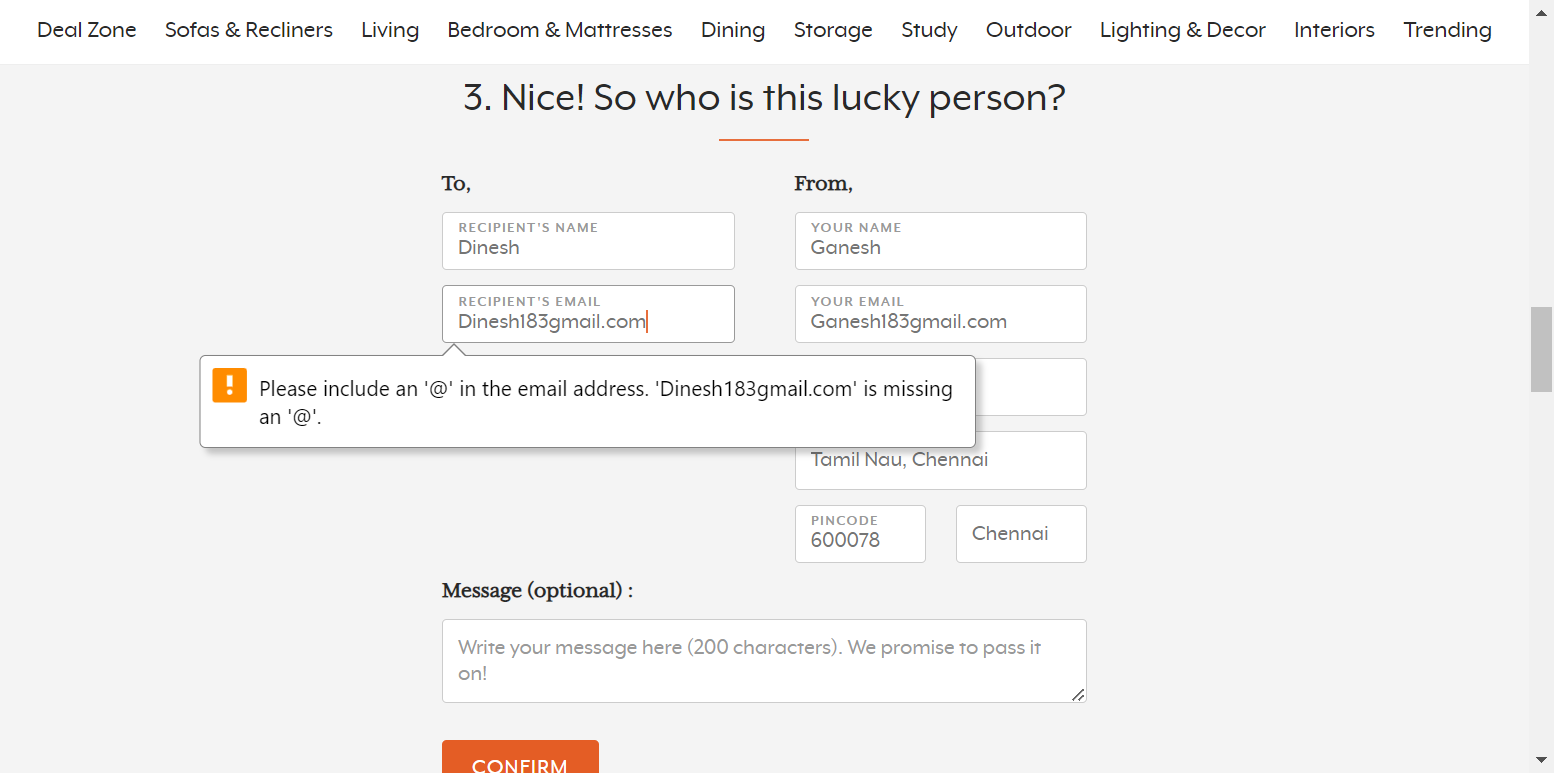 Deal Zone Sofas & Recliners Living Bedroom & Mattresses Dining Storage Study Outdoor Lighting & Decor Interiors Trending
3. Nice! So who is this lucky person?
To,
From,
RECIPIENT'S NAME
Dinesh
YOUR NAME
Ganesh
RECIPIENT'S EMAIL
Dinesh183gmail.com
YOUR EMAIL
Ganesh183gmail.com
Please include an '@' in the email address. 'Dinesh183gmail.com' is missing
an '@'.
Tamil Nau, Chennai
PINCODE
600078
Chennai
Message (optional) :
Write your message here (200 characters). We promise to pass it
on!
CONFIRM